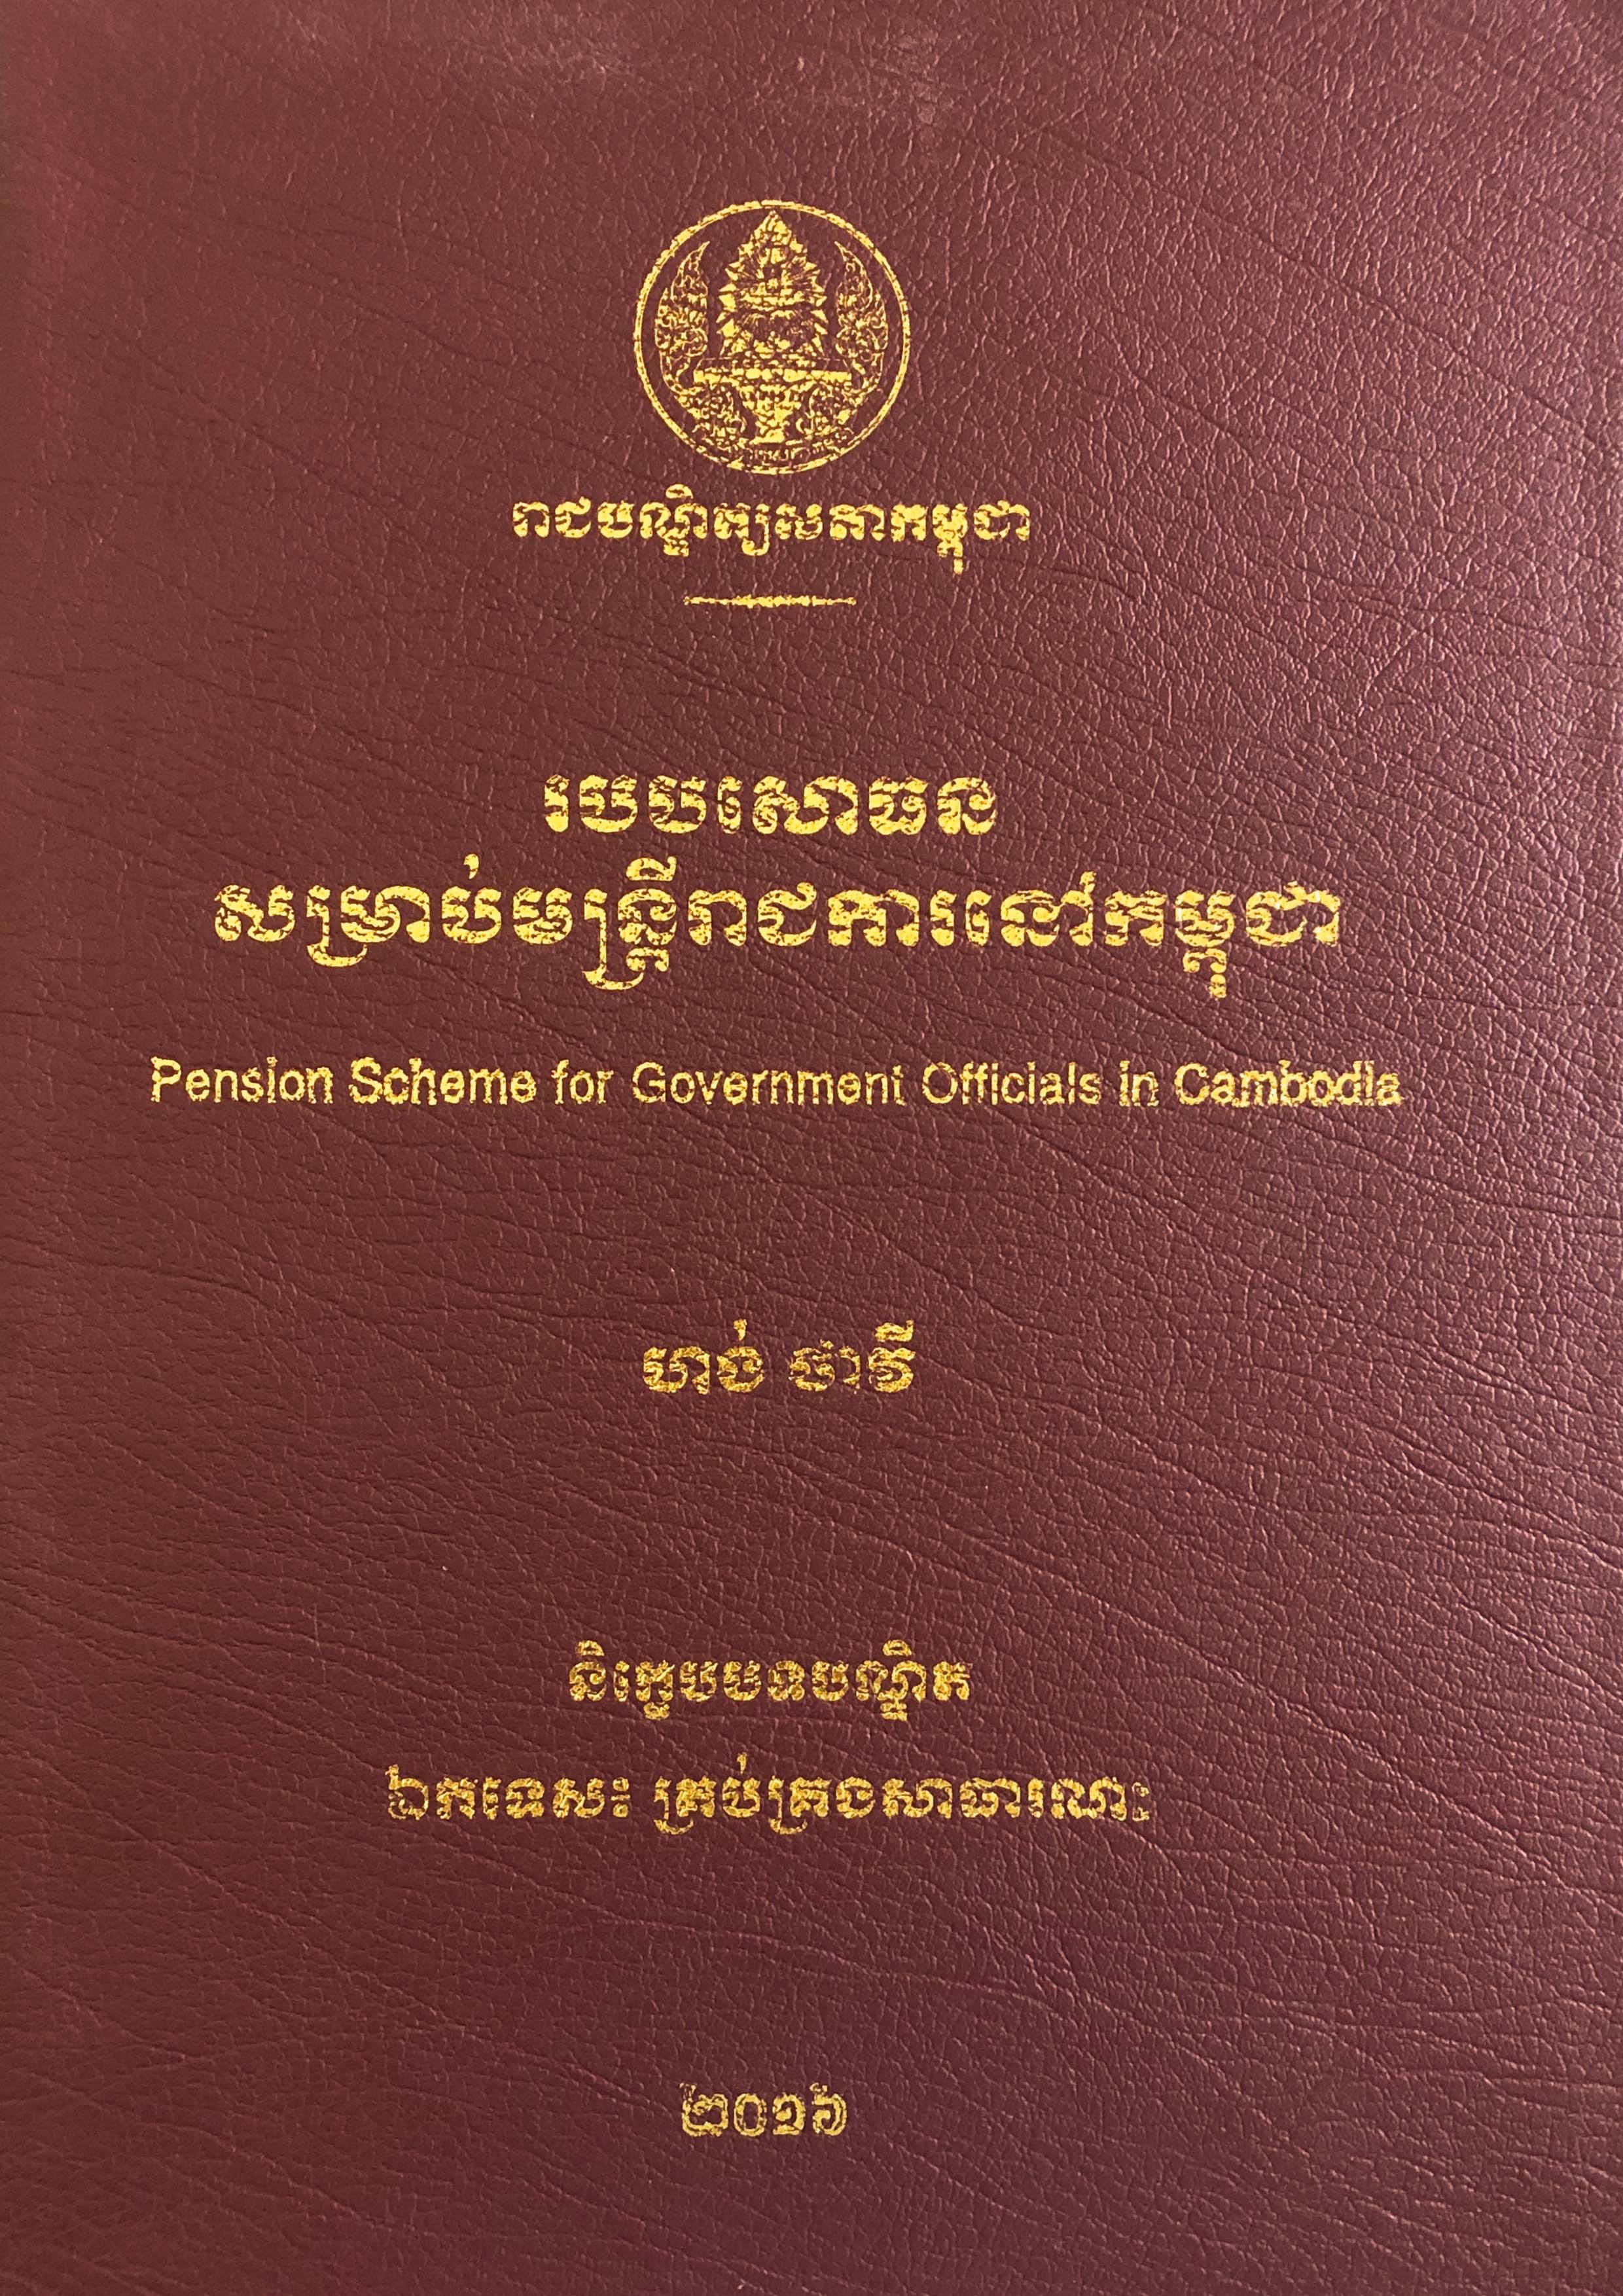 រាជបណ្ឌិត្យសភាកម្ពុជា
របបសោធន
សម្រាប់មន្ត្រីរាជការនៅកម្ពុជា
Pension Scheme for Government Officials in Cambodia
ហង់ ថាវី
និក្ខេបបទបណ្ឌិត
ឯកទេស៖ គ្រប់គ្រងសាធារណៈ
២០១៦